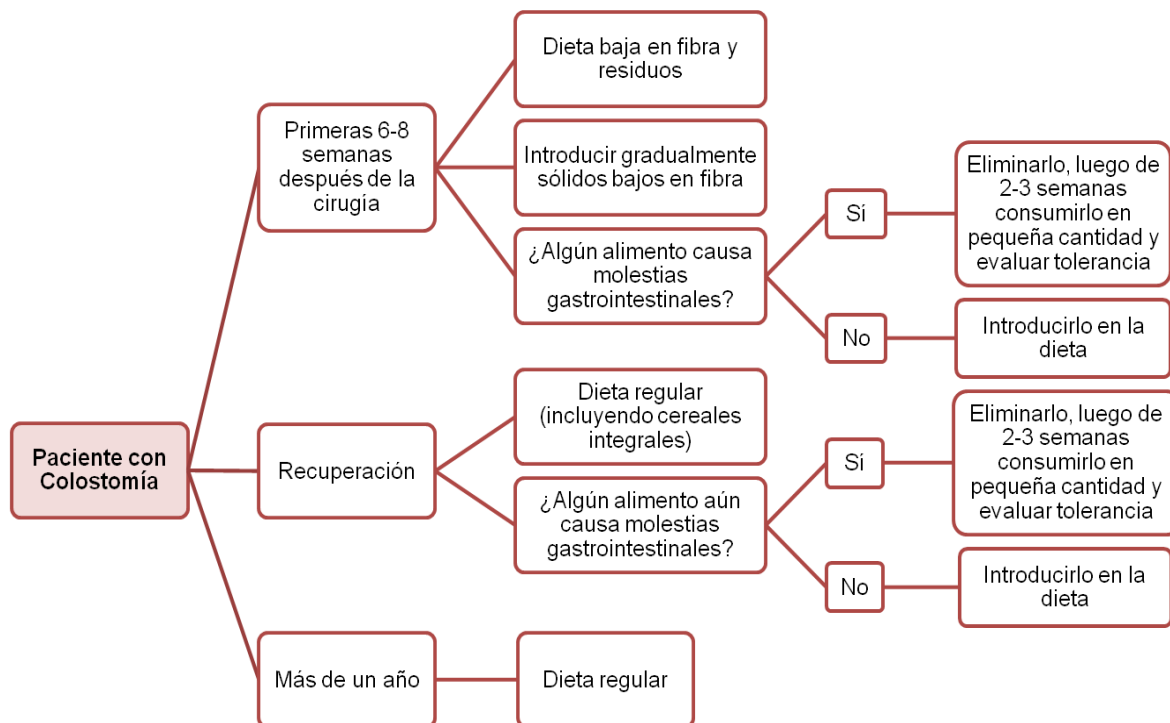 Paciente con
Colostomía
Primeras 6-8
semanas
después de la
cirugía
Dieta baja en fibra y
residuos
Introducir gradualmente
sólidos bajos en fibra
¿Algún alimento causa
molestias
gastrointestinales?
Sí
Eliminarlo, luego de
2-3 semanas
consumirlo en
pequeña cantidad y
evaluar tolerancia
No
Introducirlo en la
dieta
Recuperación
Dieta regular
(incluyendo cereales
integrales)
¿Algún alimento aún
causa molestias
gastrointestinales?
Sí
Eliminarlo, luego de
2-3 semanas
consumirlo en
pequeña cantidad y
evaluar tolerancia
No
Introducirlo en la
dieta
Más de un año
Dieta regular